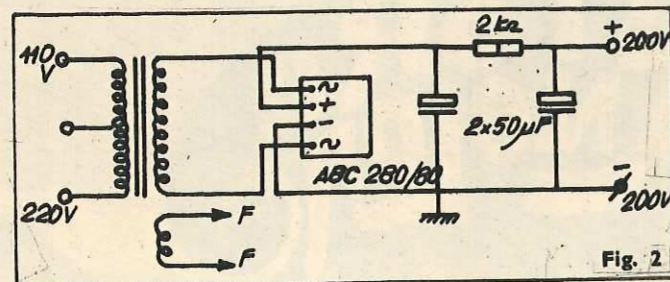 110
V
220V
F
F
~
+
-
~
ABC 280/80
2kΩ
2x50µF
+
200V
-
200V
Fig. 2